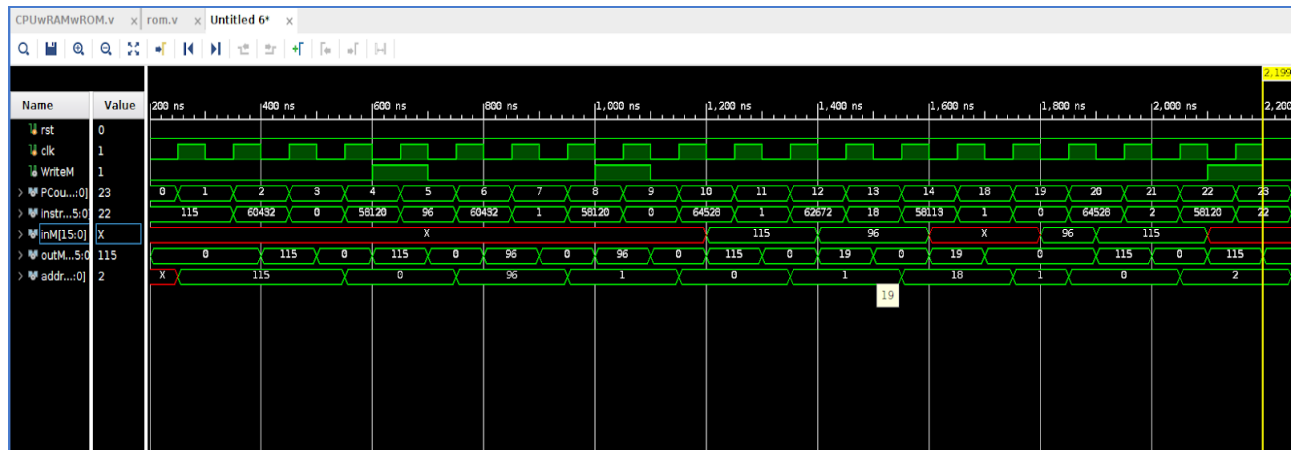 CPUwRAMwROM.v x rom.v x Untitled 6* x
2,199
Name Value 200 ns 400 ns 600 ns 800 ns 1,000 ns 1,200 ns 1,400 ns 1,600 ns 1,800 ns 2,000 ns 2,200
rst 0
clk 1
WriteM 1
PCou...:0] 23 0 1 2 3 4 5 6 7 8 9 10 11 12 13 14 18 19 20 21 22 23
Instr...5:0] 22 115 60432 0 58120 96 60432 1 58120 0 64528 1 62672 18 58113 1 0 64528 2 58120 22
inM[15:0] X X 115 96 X 96 115
outM...5:0] 115 0 115 0 115 0 96 0 96 0 115 0 19 0 19 0 115 0 115
addr...:0] 2 X 115 0 96 1 0 1 18 1 0 2
19